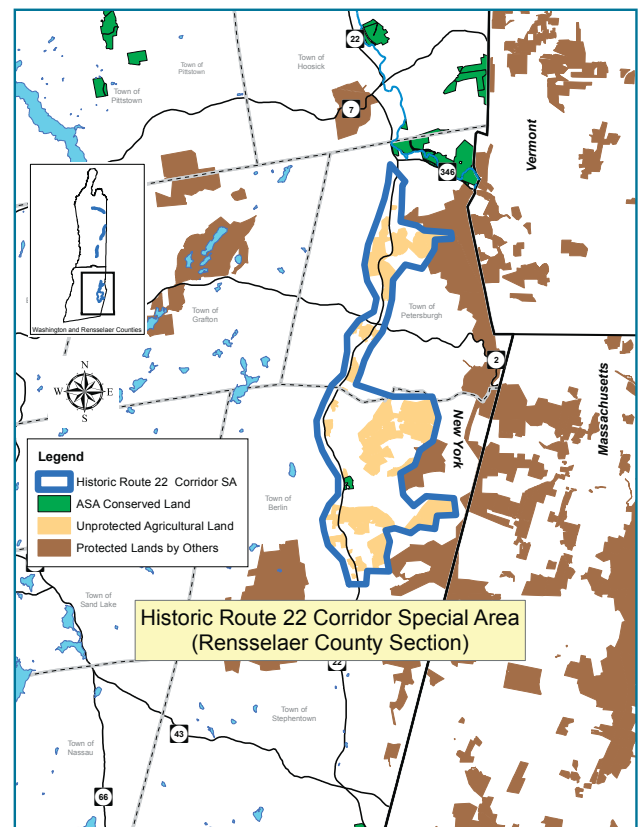 22
Town of
Hoosick
Town of
Pittstown
Town of
Pittstown
7
Vermont
346
Washington and Rensselaer Counties
Town of
Petersburgh
Town of
Grafton
2
N
W
E
S
Massachusetts
New York
Legend
Historic Route 22 Corridor SA
ASA Conserved Land
Unprotected Agricultural Land
Protected Lands by Others
Town of
Berlin
Town of
Sand Lake
Historic Route 22 Corridor Special Area
(Rensselaer County Section)
22
Town of
Stephentown
43
Town of
Nassau
66